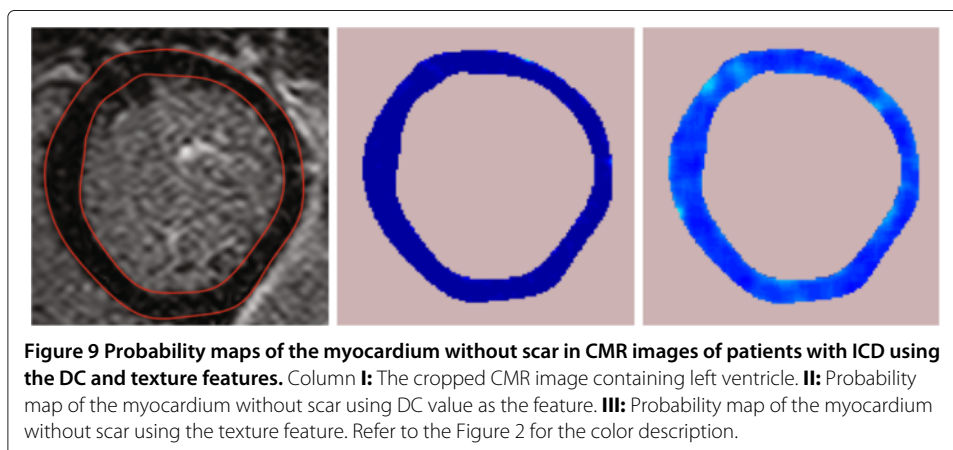 Figure 9 Probability maps of the myocardium without scar in CMR images of patients with ICD using
the DC and texture features. Column I: The cropped CMR image containing left ventricle. II: Probability
map of the myocardium without scar using DC value as the feature. III: Probability map of the myocardium
without scar using the texture feature. Refer to the Figure 2 for the color description.